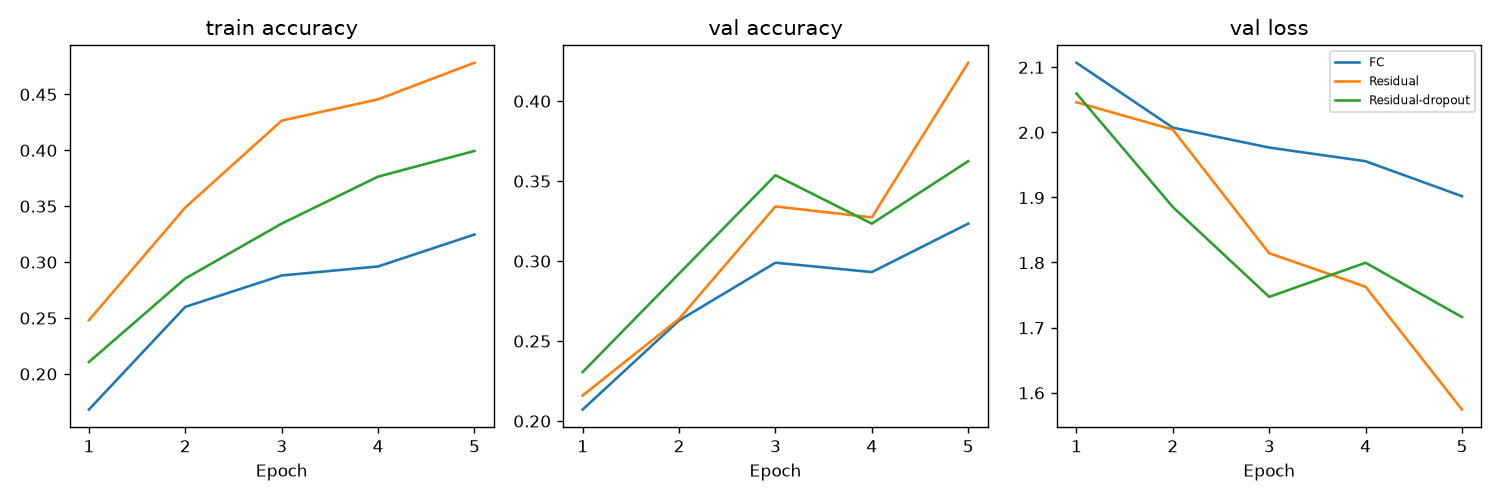 train accuracy
0.45
0.40
0.35
0.30
0.25
0.20
1 2 3 4 5
Epoch
val accuracy
0.40
0.35
0.30
0.25
0.20
1 2 3 4 5
Epoch
val loss
FC
Residual
Residual-dropout
2.1
2.0
1.9
1.8
1.7
1.6
1 2 3 4 5
Epoch